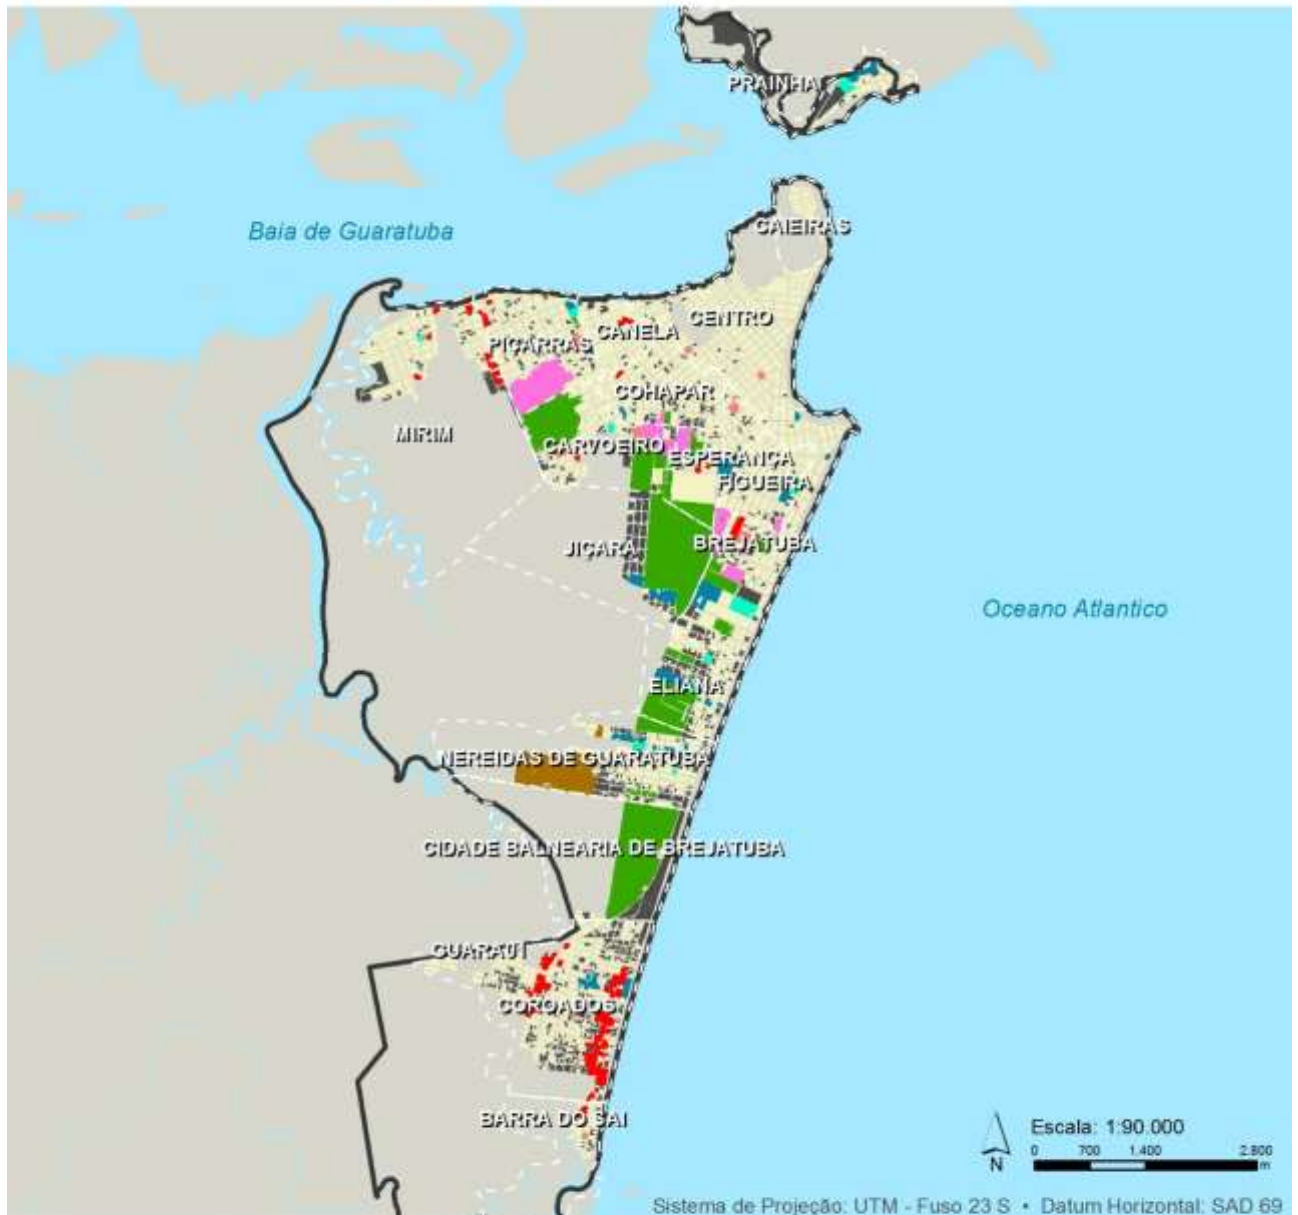 PRAINHA
CAIEIRAS
Baia de Guaratuba
CENTRO
CANELA
PIÇARRAS
COHAPAR
MIRIM
CARVOEIRO
ESPERANÇA
FIGUEIRA
JIÇARA
BREJATUBA
Oceano Atlantico
ELIANA
NEREIDAS DE GUARATUBA
CIDADE BALNEARIA DE BREJATUBA
COROADOS
BARRA DO SAI
Escala: 1:90.000
0 700 1.400 2.800
m
N
Sistema de Projeção: UTM - Fuso 23 S • Datum Horizontal: SAD 69